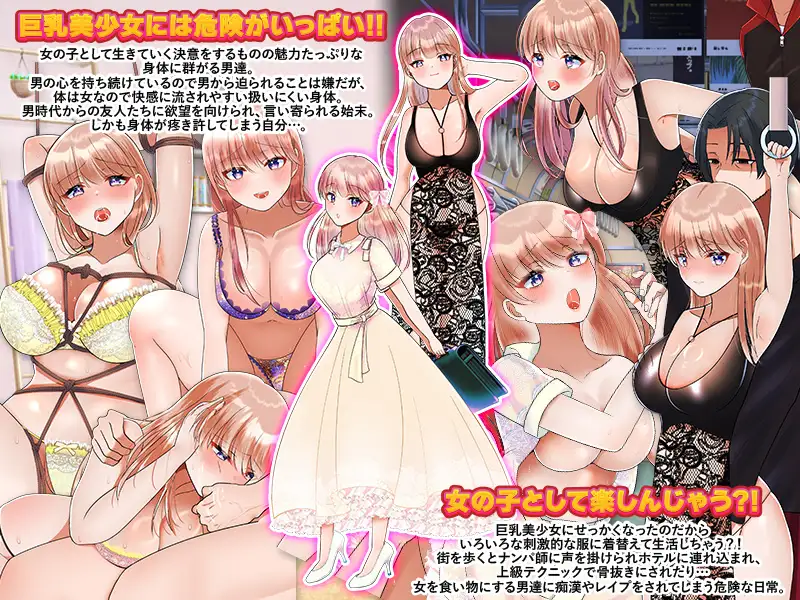 巨乳美少女には危険がいっぱい!!
女の子として生きていく決意をするものの魅力たっぷりな
身体に群がる男達。
男の心を持ち続けているので男から迫られることは嫌だが、
体は女なので快感に流されやすい扱いにくい身体。
男時代からの友人たちに欲望を向けられ、言い寄られる始末。
しかも身体が疼き許してしまう自分…。
女の子として楽しんじゃう?!
巨乳美少女にせっかくなったのだから
いろいろな刺激的な服に着替えて生活じちゃう?!
街を歩くとナンパ師に声を掛けられホテルに連れ込まれ、
上級テクニックで骨抜きにされたり…
女を食い物にする男達に痴漢やレイプをされてしまう危険な日常。